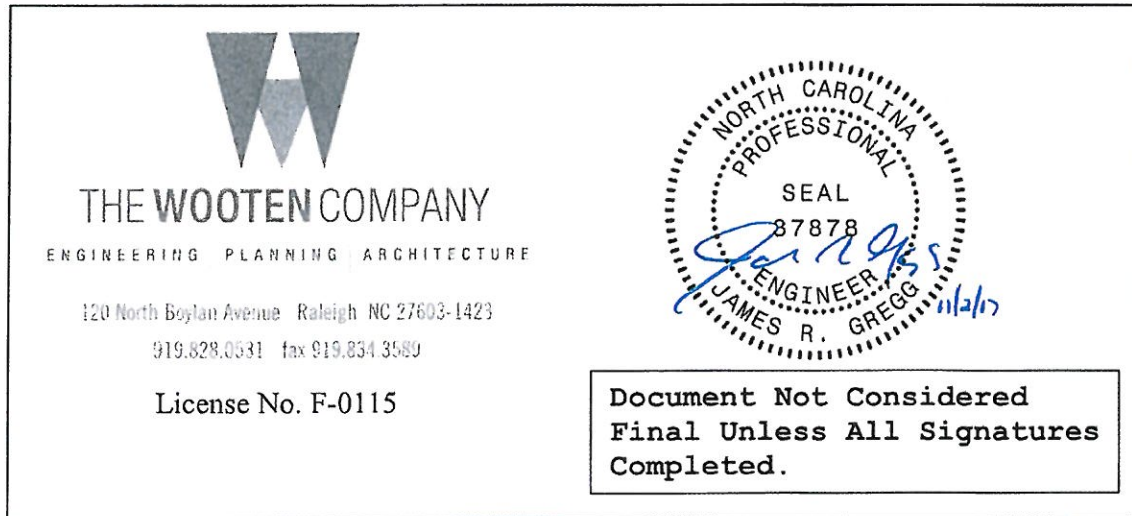 THE WOOTEN COMPANY
ENGINEERING PLANNING ARCHITECTURE
120 North Boylan Avenue Raleigh NC 27603-1423
919.828.0531 fax 919.834.3589
License No. F-0115
NORTH CAROLINA
PROFESSIONAL
SEAL
37878
ENGINEER
JAMES R. GREGG
11/2/17
Document Not Considered
Final Unless All Signatures
Completed.